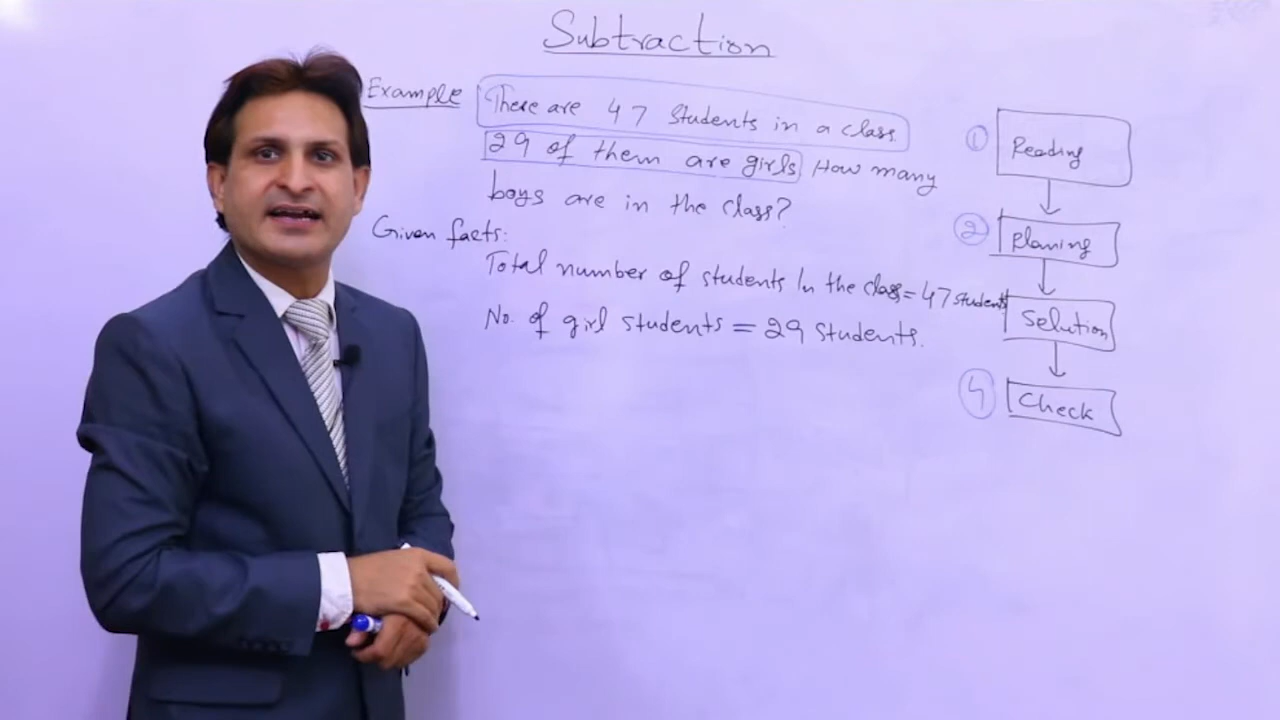 Subtraction
Example There are 47 students in a class.
29 of them are girls How many
boys are in the class?
Given facts:
Total number of students In the class = 47 students
No. of girl students = 29 students.
1 Reading
2 Planing
Solution
4 Check